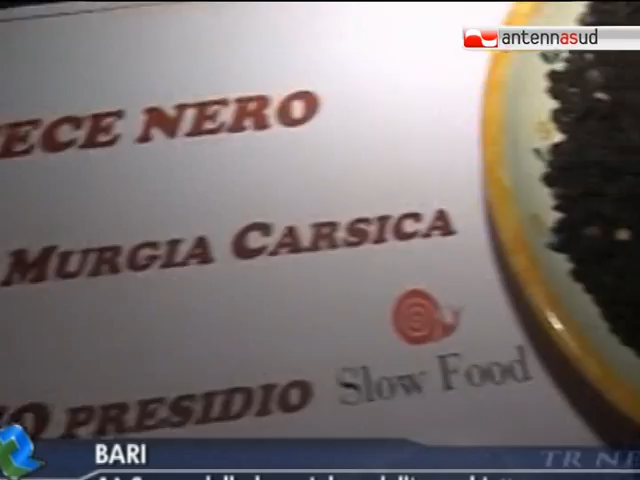 antennasud
ECE NERO
MURGIA CARSICA
O PRESIDIO Slow Food
BARI
TR NE